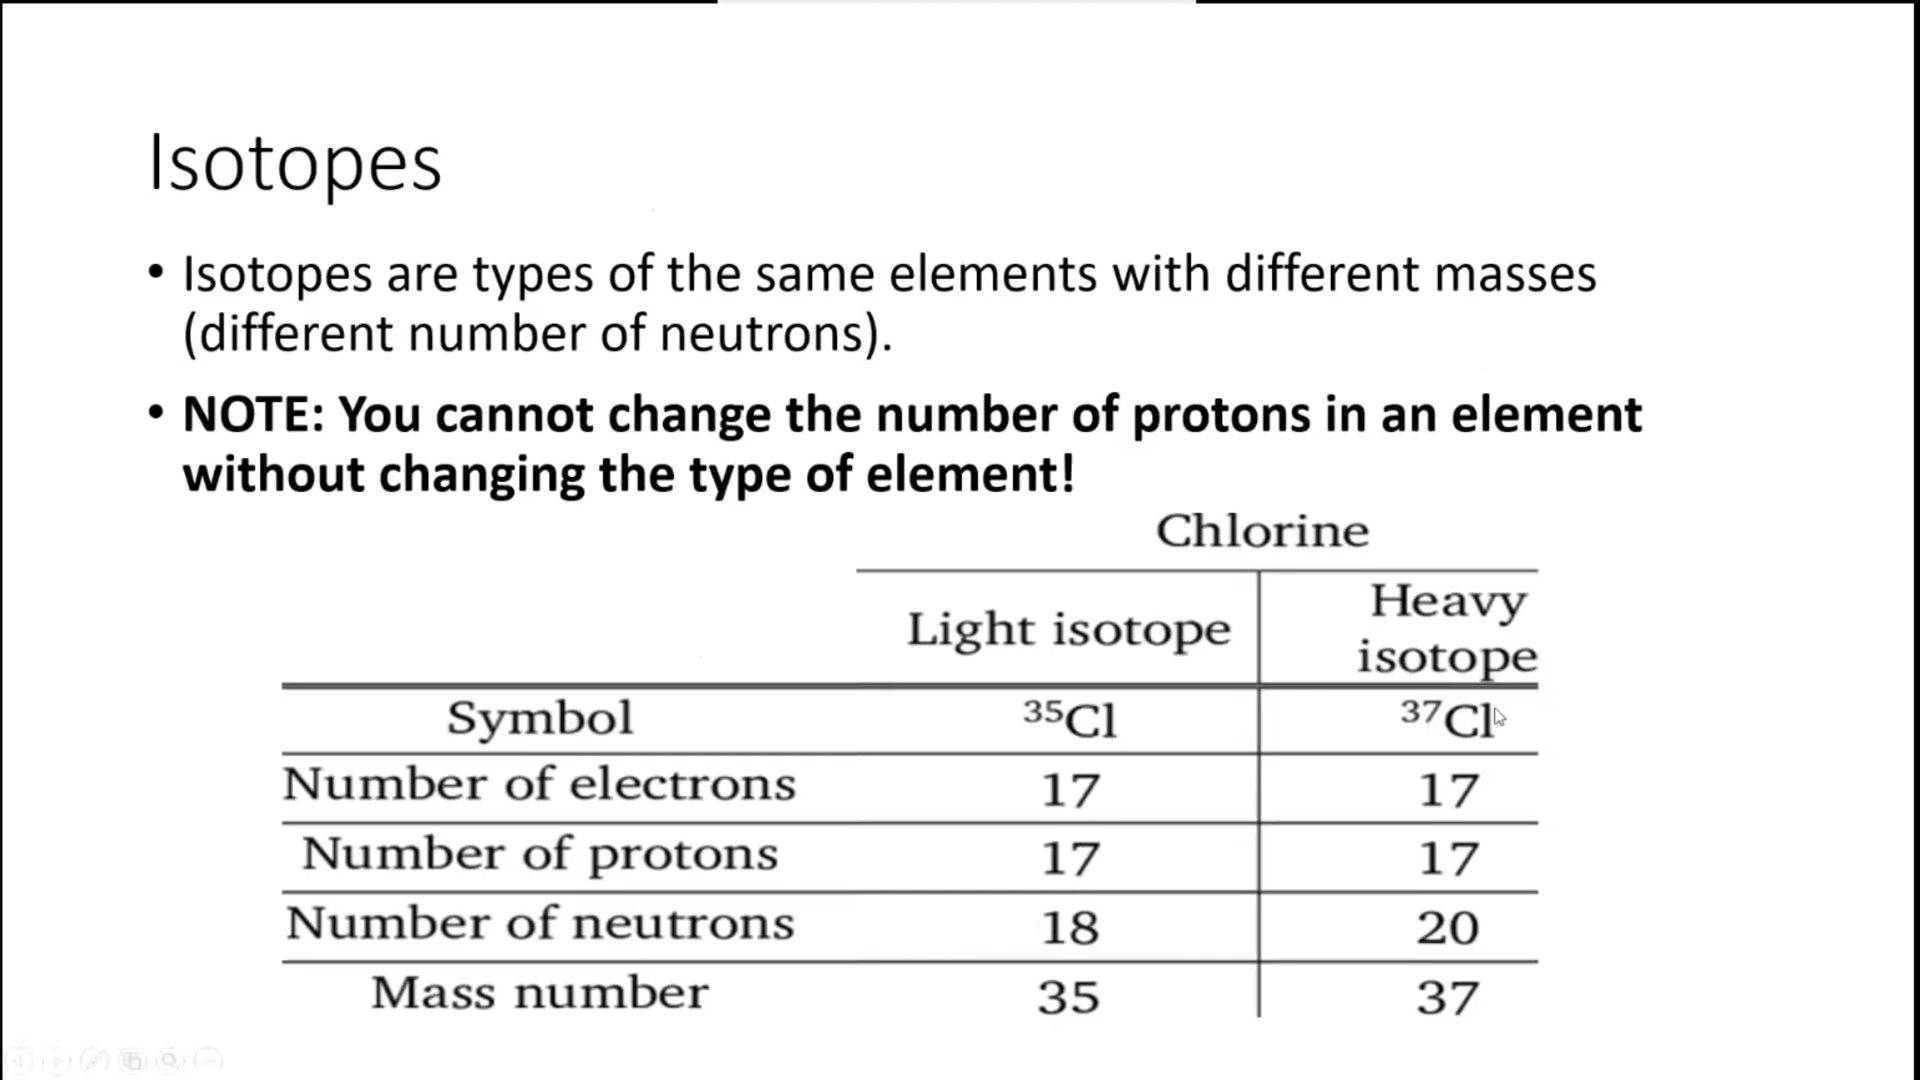 Isotopes
• Isotopes are types of the same elements with different masses
(different number of neutrons).
• NOTE: You cannot change the number of protons in an element
without changing the type of element!
Chlorine
Light isotope Heavy
isotope
Symbol ³⁵Cl ³⁷Cl
Number of electrons 17 17
Number of protons 17 17
Number of neutrons 18 20
Mass number 35 37